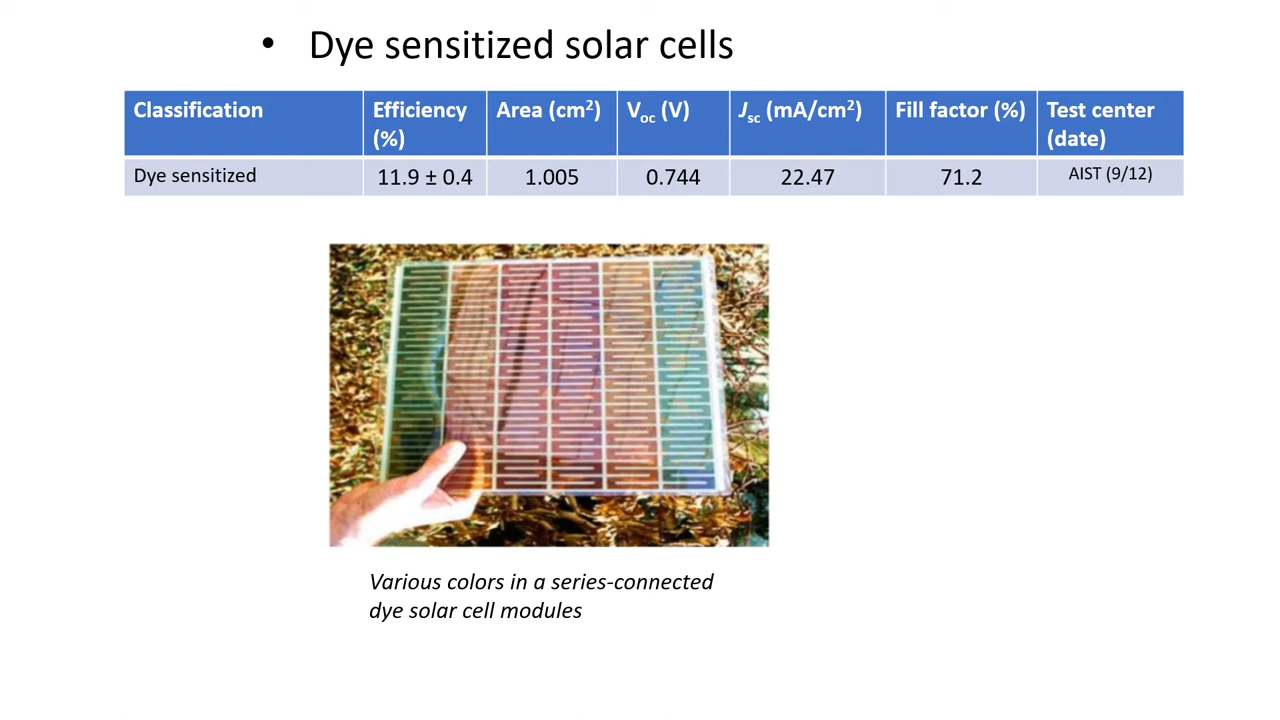 • Dye sensitized solar cells
Classification Efficiency (%) Area (cm²) Voc (V) Jsc (mA/cm²) Fill factor (%) Test center (date)
Dye sensitized 11.9 ± 0.4 1.005 0.744 22.47 71.2 AIST (9/12)
Various colors in a series-connected
dye solar cell modules